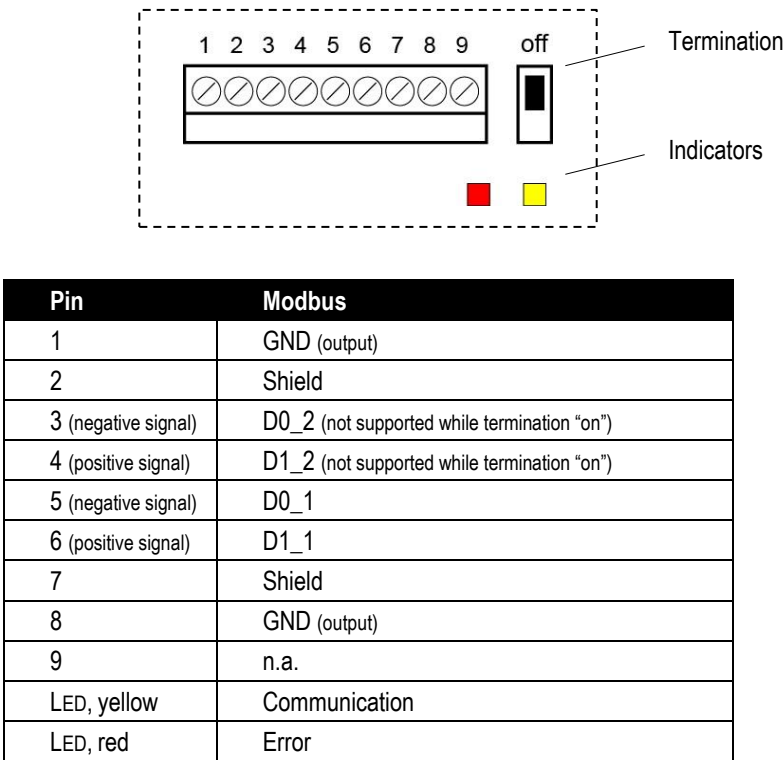 1 2 3 4 5 6 7 8 9 off
Termination
Indicators
Pin Modbus
1 GND (output)
2 Shield
3 (negative signal) D0_2 (not supported while termination “on”)
4 (positive signal) D1_2 (not supported while termination “on”)
5 (negative signal) D0_1
6 (positive signal) D1_1
7 Shield
8 GND (output)
9 n.a.
LED, yellow Communication
LED, red Error